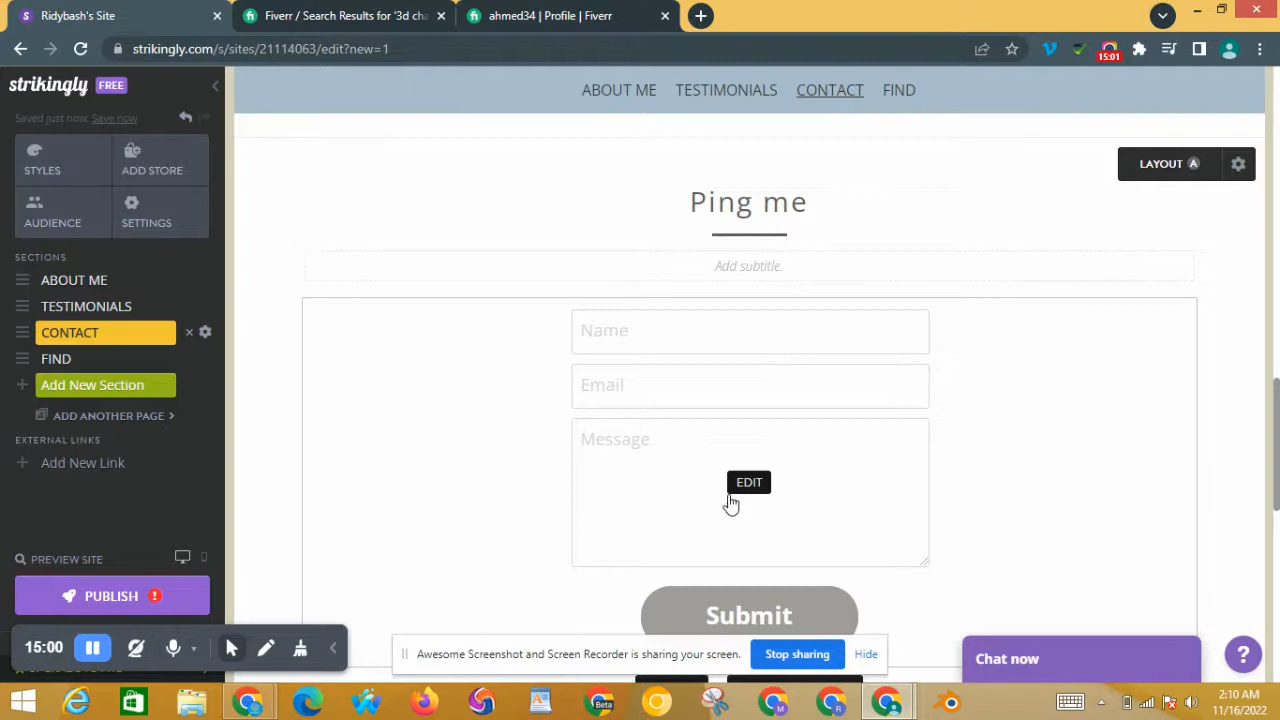 Ridybash's Site
Fiverr / Search Results for '3d cha
ahmed34 | Profile | Fiverr
strikingly.com/s/sites/21114063/edit?new=1
15:01
strikingly FREE
Saved just now. Save now
STYLES
ADD STORE
AUDIENCE
SETTINGS
SECTIONS
ABOUT ME
TESTIMONIALS
CONTACT
FIND
Add New Section
ADD ANOTHER PAGE
EXTERNAL LINKS
Add New Link
PREVIEW SITE
PUBLISH
ABOUT ME TESTIMONIALS CONTACT FIND
LAYOUT A
Ping me
Add subtitle.
Name
Email
Message
EDIT
Submit
15:00
Awesome Screenshot and Screen Recorder is sharing your screen. Stop sharing Hide
Chat now
?
Beta
M
R
2:10 AM
11/16/2022